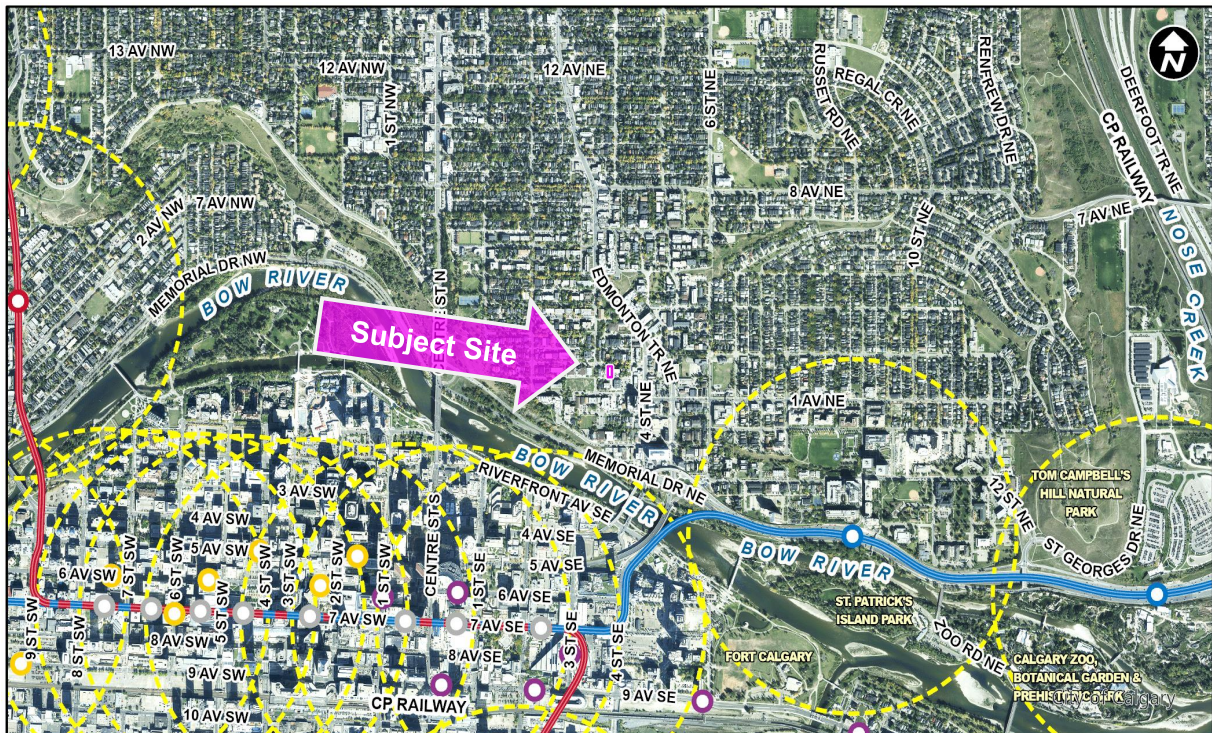 13 AV NW
12 AV NW
12 AV NE
1 ST NW
6 ST NE
RUSSET RD NE
REGAL CR NE
RENFREW DR NE
DEERFOOT TR NE
CP RAILWAY
N
2 AV NW
7 AV NW
8 AV NE
10 ST NE
7 AV NE
NOSE CREEK
MEMORIAL DR NW
BOW RIVER
CENTRE ST N
EDMONTON TR NE
Subject Site
4 ST NE
1 AV NE
BOW RIVER
MEMORIAL DR NE
RIVERFRONT AV SE
12 ST NE
TOM CAMPBELL'S
HILL NATURAL
PARK
3 AV SW
4 AV SW
5 AV SW
6 AV SW
7 ST SW
6 ST SW
5 ST SW
4 ST SW
3 ST SW
2 ST SW
1 ST SW
CENTRE ST S
1 ST SE
4 AV SE
5 AV SE
6 AV SE
BOW RIVER
ST GEORGES DR NE
9 ST SW
8 ST SW
8 AV SW
7 AV SW
7 AV SE
8 AV SE
3 ST SE
4 ST SE
ST. PATRICK'S
ISLAND PARK
ZOO RD NE
FORT CALGARY
CALGARY ZOO,
BOTANICAL GARDEN &
PREHISTORIC PARK
City of Calgary
9 AV SW
9 AV SE
CP RAILWAY
10 AV SW